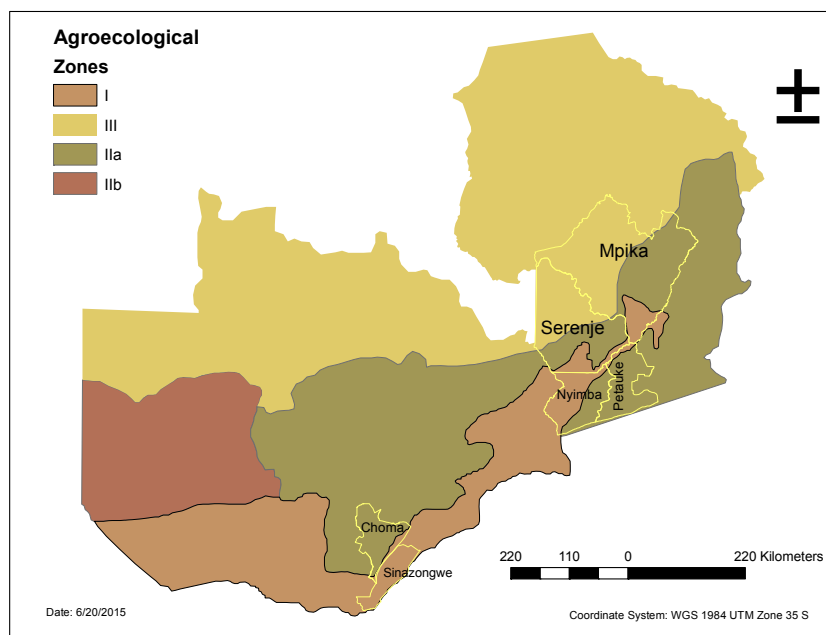 Agroecological
Zones
I
III
IIa
IIb
Mpika
Serenje
Nyimba
Petauke
Choma
Sinazongwe
220 110 0 220 Kilometers
Date: 6/20/2015
Coordinate System: WGS 1984 UTM Zone 35 S